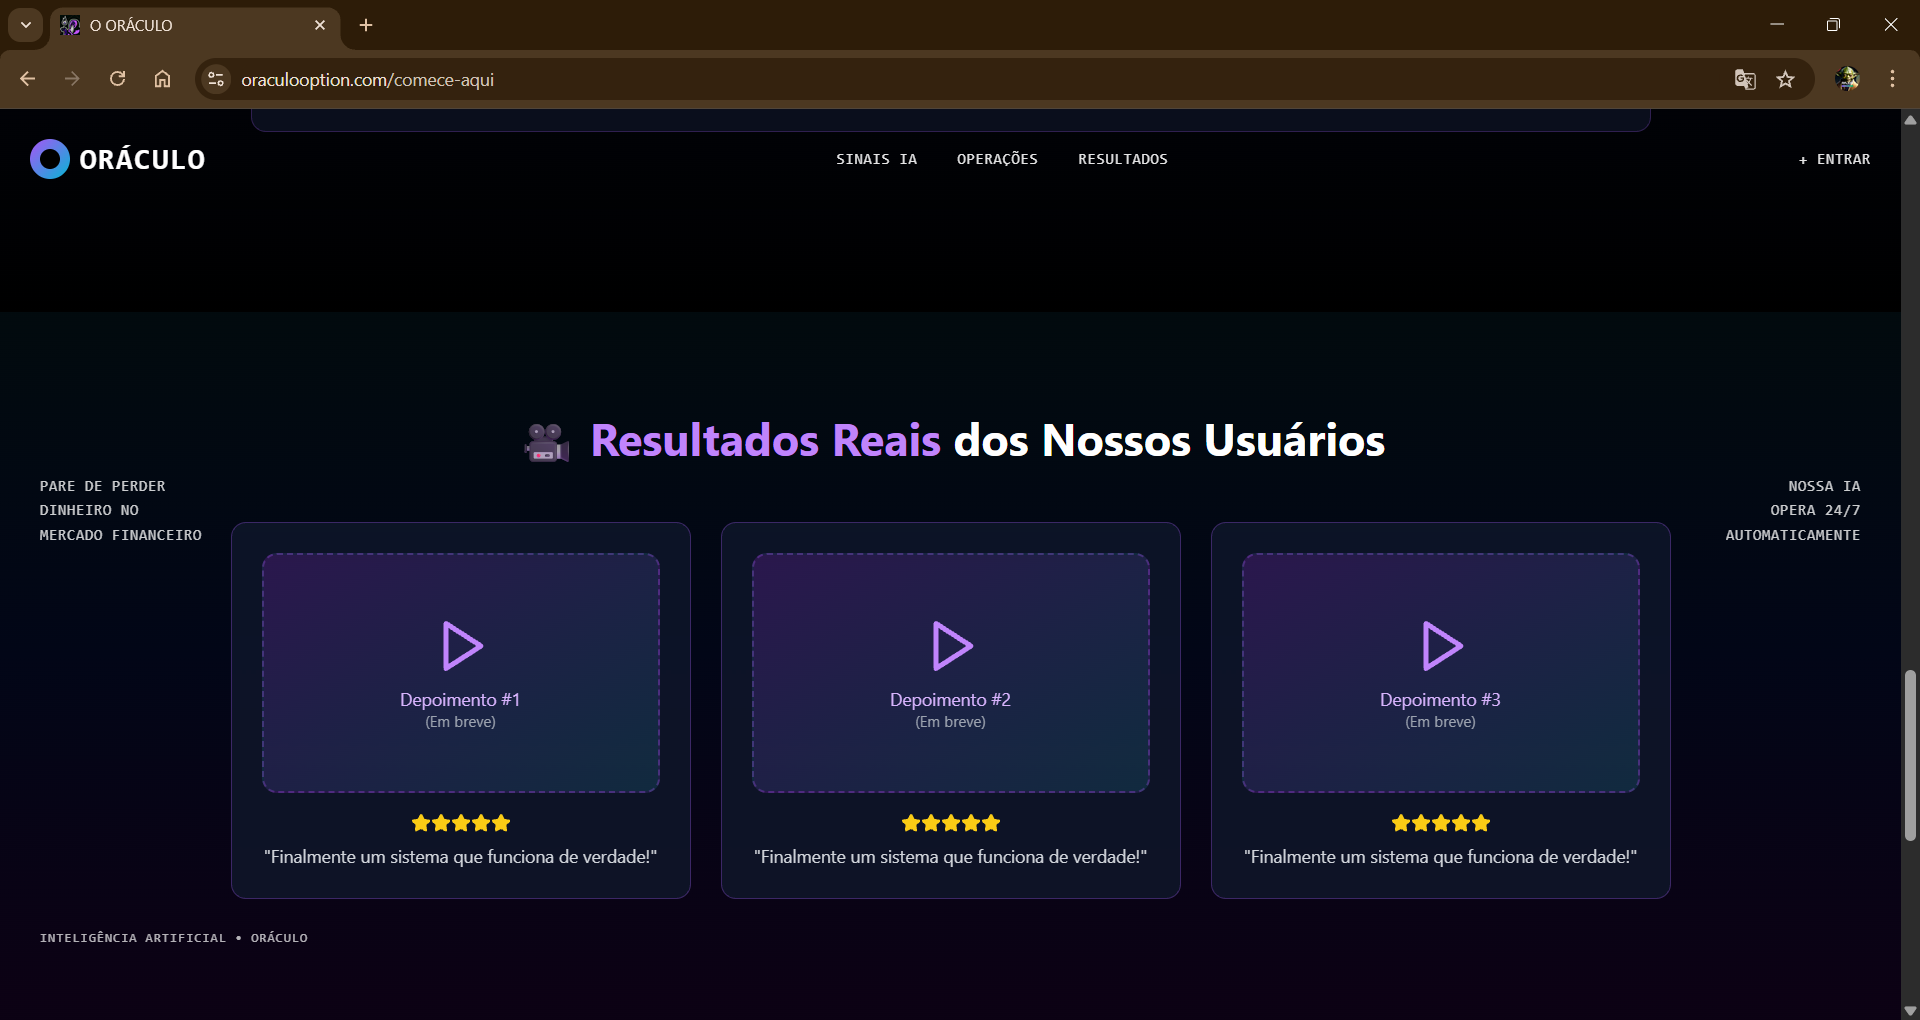 O ORÁCULO
oraculooption.com/comece-aqui
ORÁCULO
SINAIS IA
OPERAÇÕES
RESULTADOS
+ ENTRAR
Resultados Reais dos Nossos Usuários
PARE DE PERDER
DINHEIRO NO
MERCADO FINANCEIRO
NOSSA IA
OPERA 24/7
AUTOMATICAMENTE
Depoimento #1
(Em breve)
"Finalmente um sistema que funciona de verdade!"
Depoimento #2
(Em breve)
"Finalmente um sistema que funciona de verdade!"
Depoimento #3
(Em breve)
"Finalmente um sistema que funciona de verdade!"
INTELIGÊNCIA ARTIFICIAL • ORÁCULO